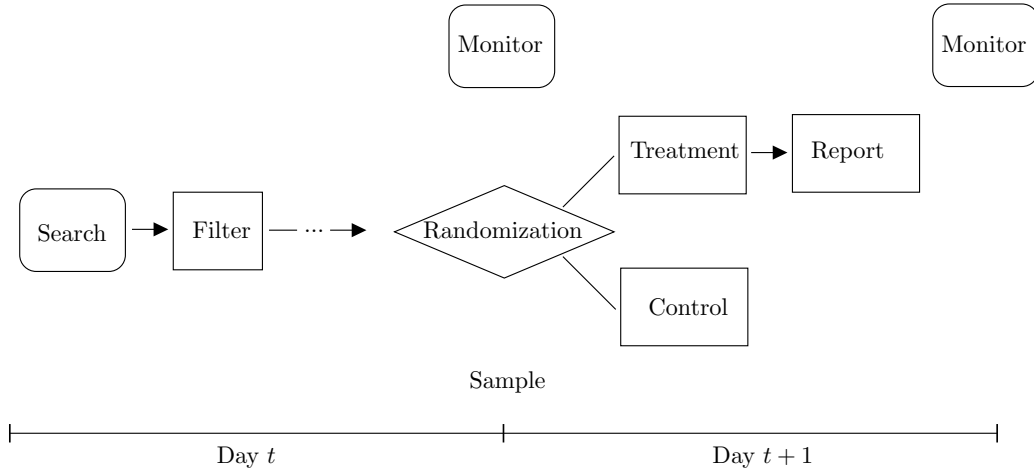 Monitor
Monitor
Treatment
Report
Search
Filter
...
Randomization
Control
Sample
Day t
Day t + 1